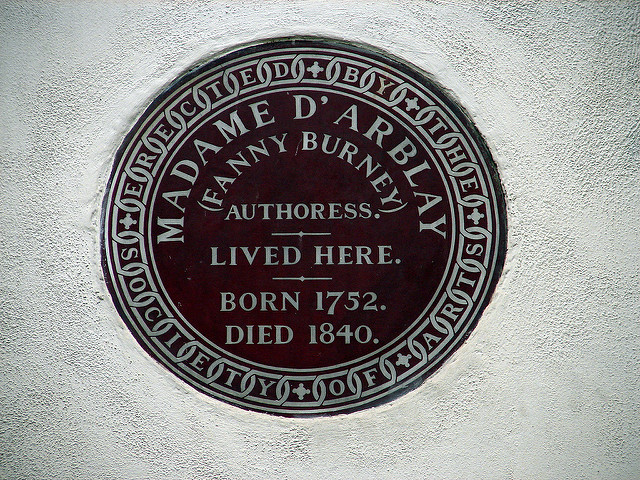 ERECTED BY THE
SOCIETY OF ARTS
MADAME D'ARBLAY
(FANNY BURNEY)
AUTHORESS.
LIVED HERE.
BORN 1752.
DIED 1840.